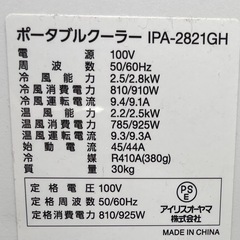 ポータブルクーラー IPA-2821GH
電源 100V
周波数 50/60Hz
冷風能力 2.5/2.8kW
冷風消費電力 810/910W
冷風運転電流 9.4/9.1A
温風能力 2.2/2.5kW
温風消費電力 785/925W
温風運転電流 9.3/9.3A
始動電流 45/44A
冷媒 R410A(380g)
質量 30kg
定格電圧 100V
定格周波数 50/60Hz
定格消費電力 810/925W
PSE
アイリスオーヤマ
株式会社
MADE IN CHINA